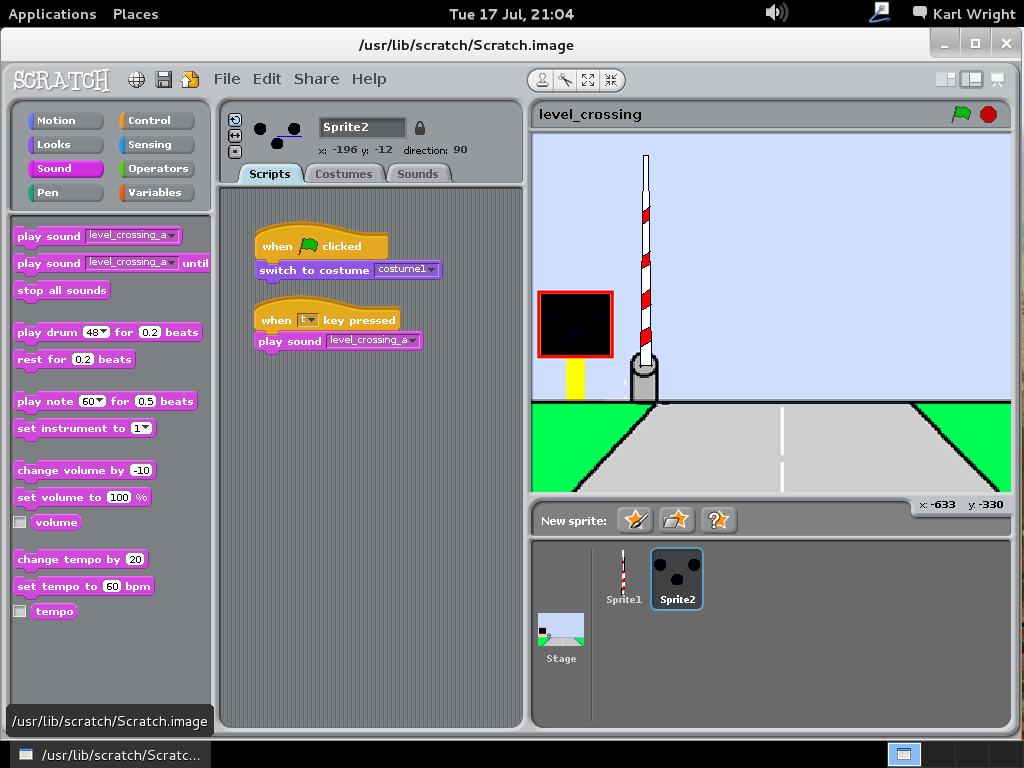 Applications Places Tue 17 Jul, 21:04 Karl Wright
/usr/lib/scratch/Scratch.image
SCRATCH File Edit Share Help
Motion Control
Looks Sensing
Sound Operators
Pen Variables
play sound level_crossing_a
play sound level_crossing_a until
stop all sounds
play drum 48 for 0.2 beats
rest for 0.2 beats
play note 60 for 0.5 beats
set instrument to 1
change volume by -10
set volume to 100 %
volume
change tempo by 20
set tempo to 60 bpm
tempo
Sprite2
x: -196 y: -12 direction: 90
Scripts Costumes Sounds
when clicked
switch to costume costume1
when t key pressed
play sound level_crossing_a
level_crossing
x: -633 y: -330
New sprite:
Sprite1 Sprite2
Stage
/usr/lib/scratch/Scratch.image
/usr/lib/scratch/Scratc...